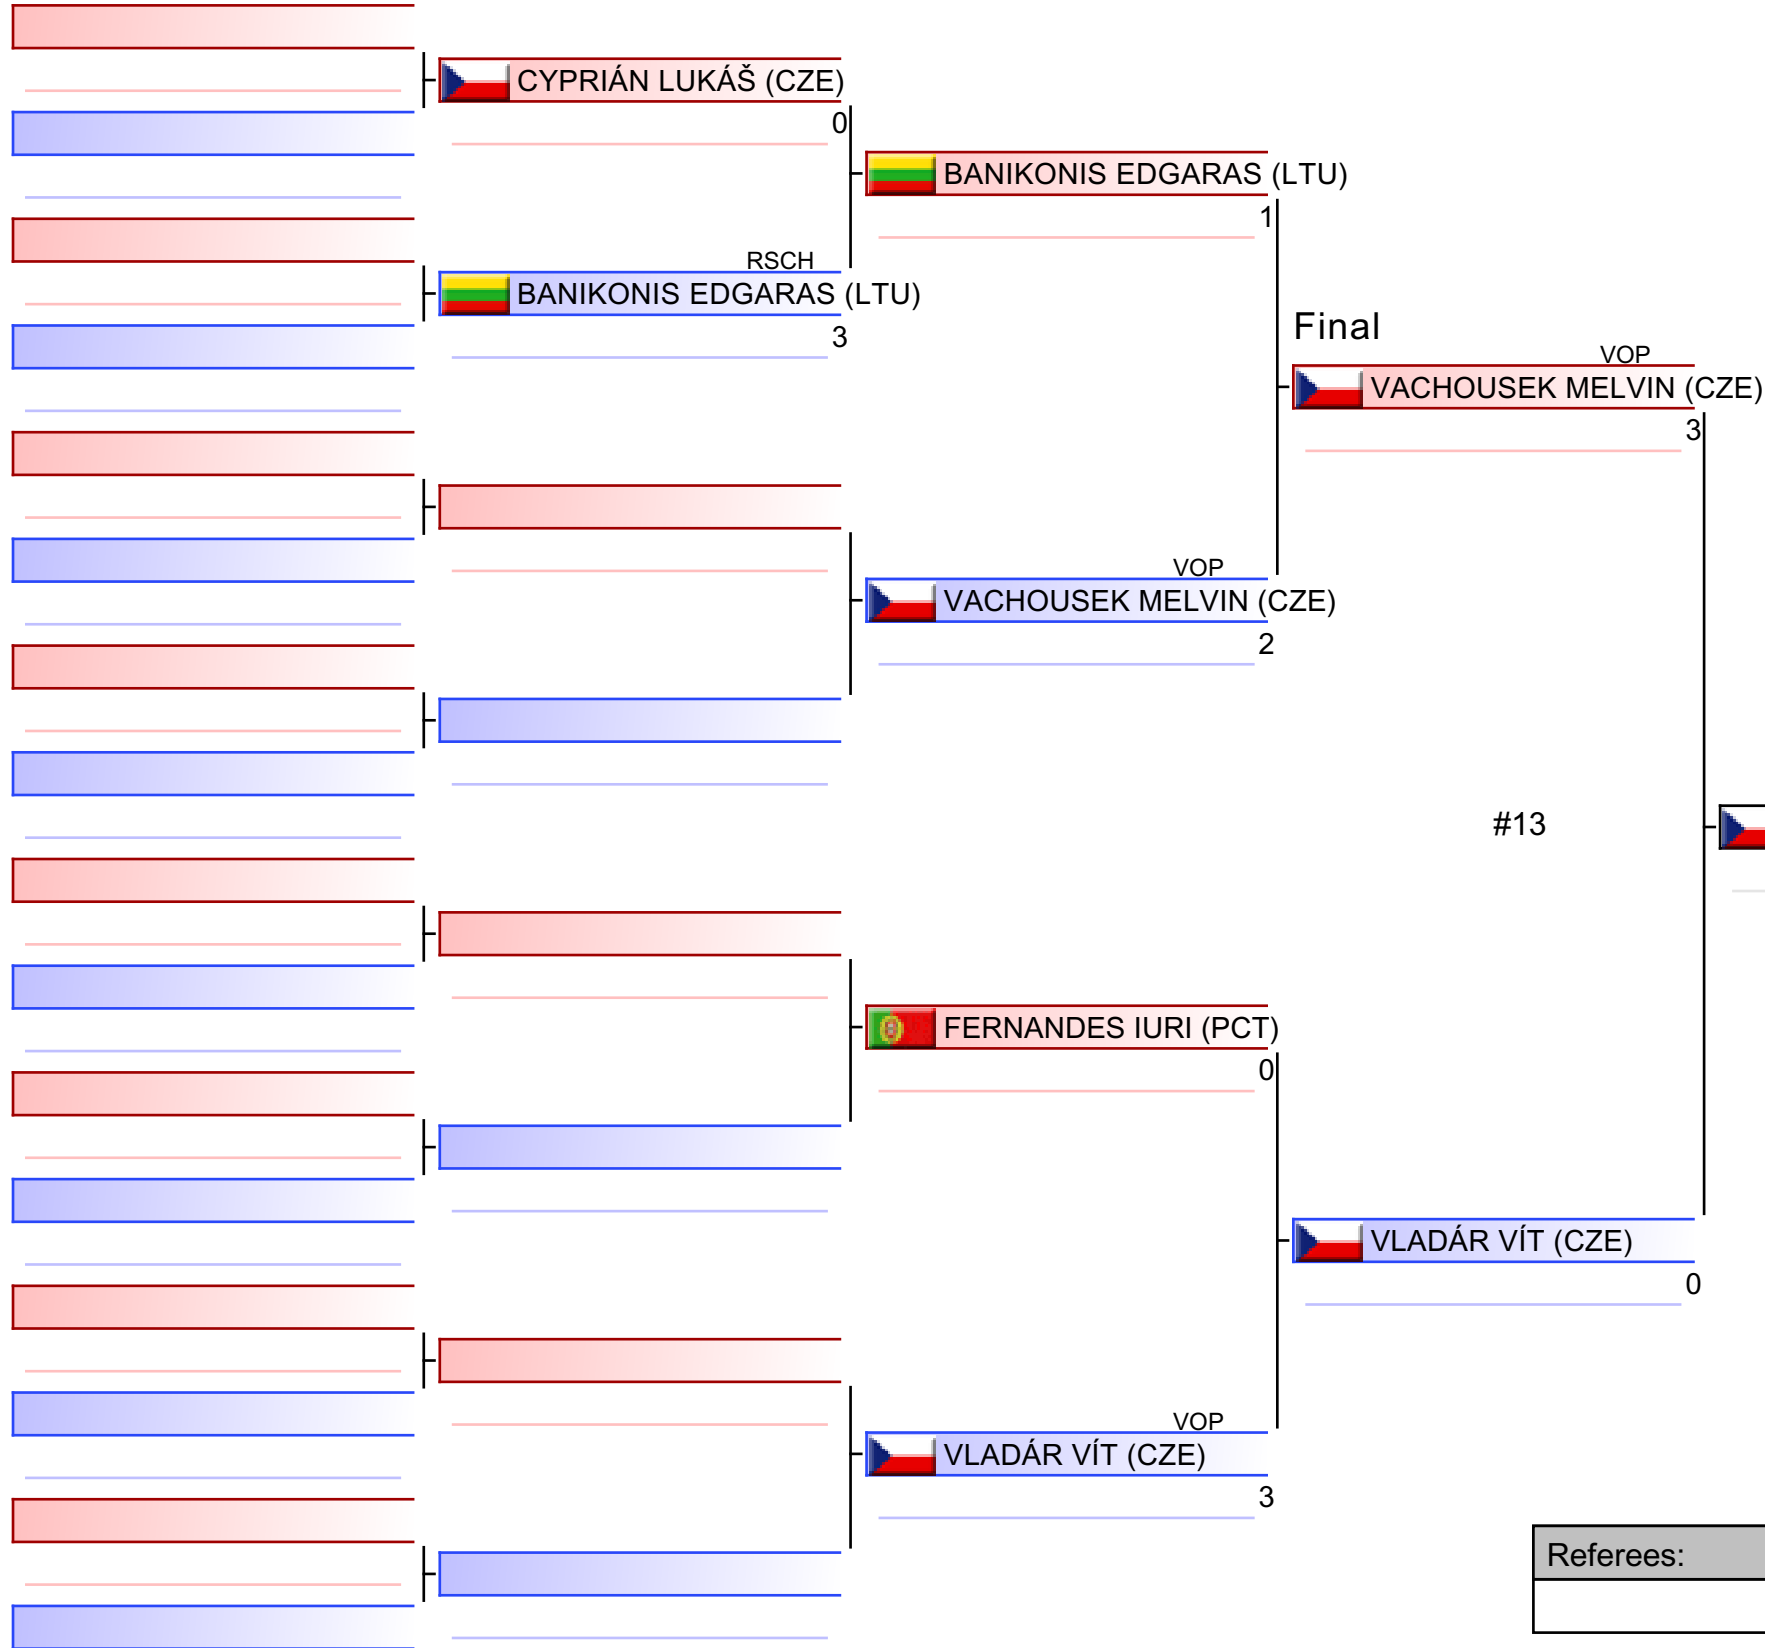 CYPRIÁN LUKÁŠ (CZE)
0
BANIKONIS EDGARAS (LTU)
1
RSCH
BANIKONIS EDGARAS (LTU)
3
Final
VOP
VACHOUSEK MELVIN (CZE)
3
VOP
VACHOUSEK MELVIN (CZE)
2
#13
FERNANDES IURI (PCT)
0
VLADÁR VÍT (CZE)
0
VOP
VLADÁR VÍT (CZE)
3
Referees: